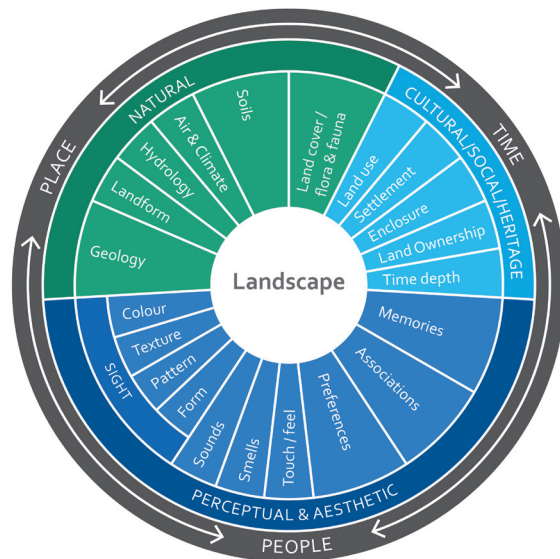 PLACE
TIME
PEOPLE
NATURAL
Geology
Landform
Hydrology
Air & Climate
Soils
Land cover /
flora & fauna
CULTURAL/SOCIAL/HERITAGE
Land use
Settlement
Enclosure
Land Ownership
Time depth
Landscape
PERCEPTUAL & AESTHETIC
Memories
Associations
Preferences
Touch / feel
Smells
Sounds
SIGHT
Form
Pattern
Texture
Colour